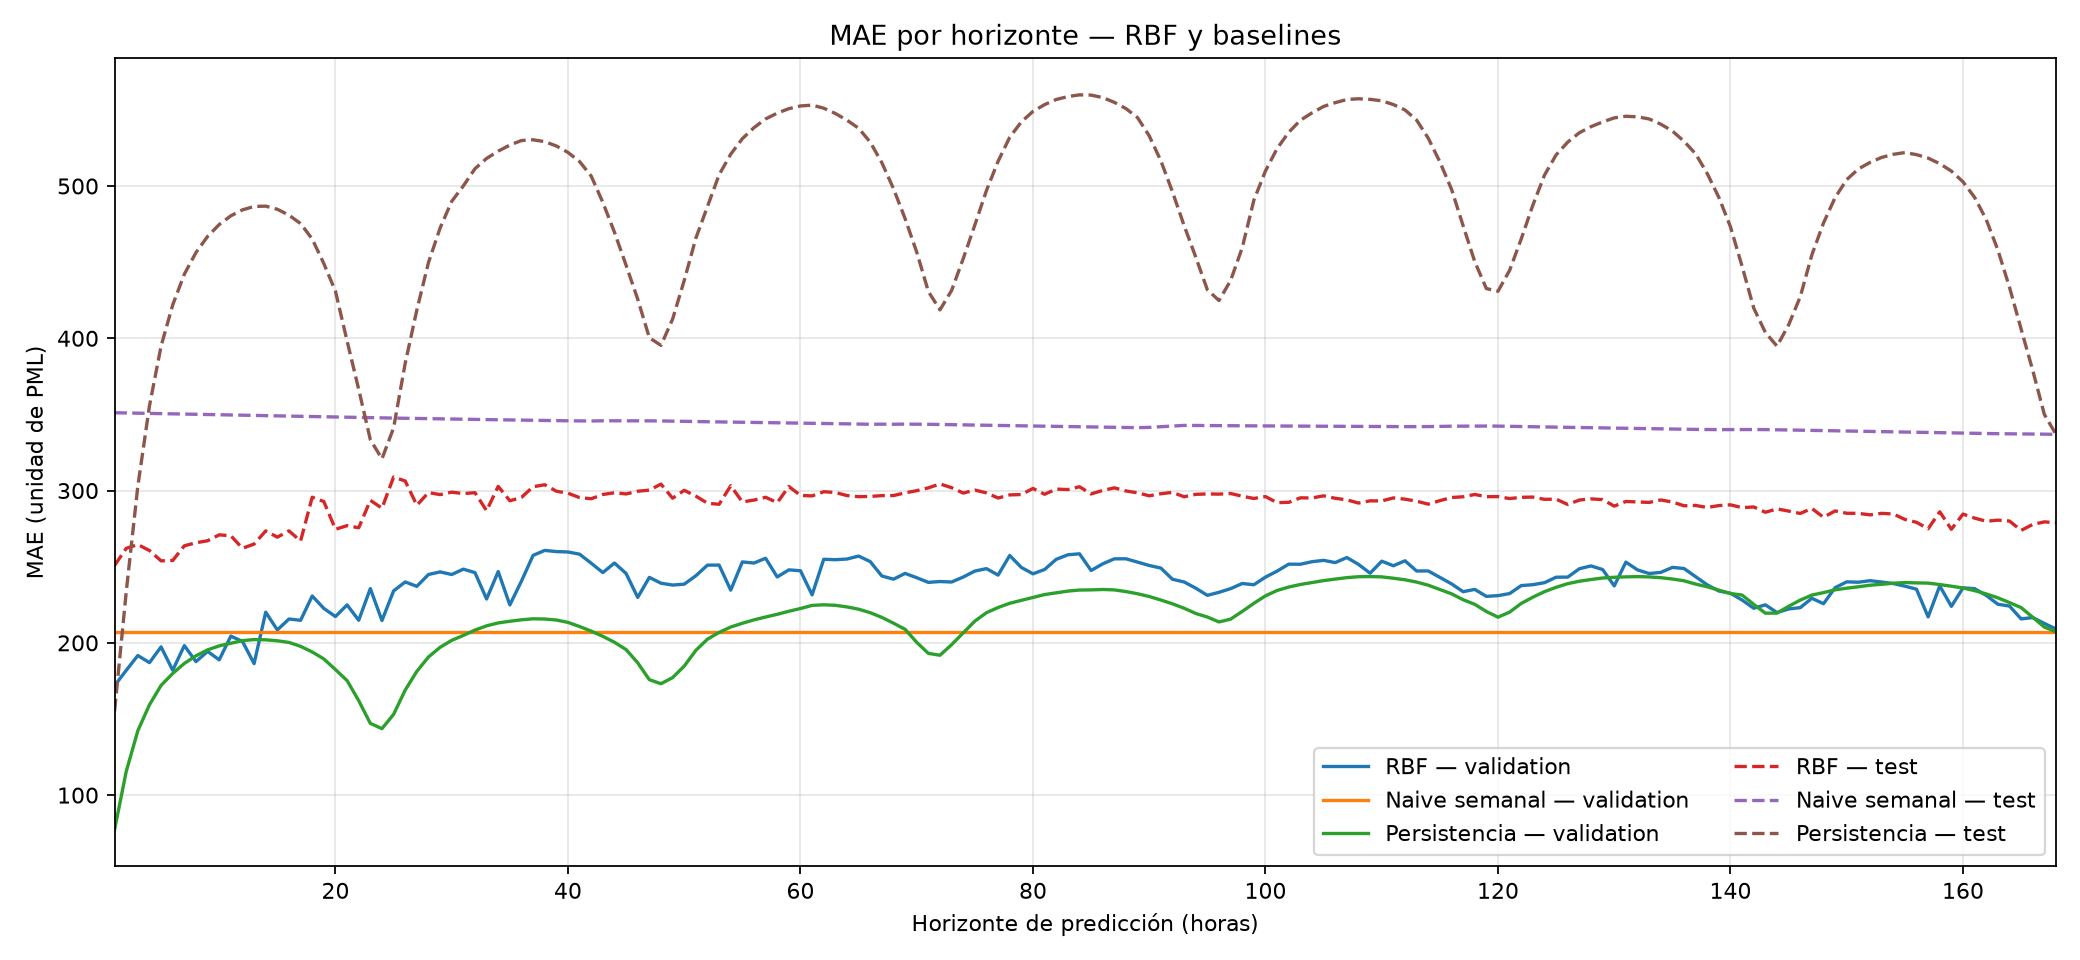 MAE por horizonte — RBF y baselines
MAE (unidad de PML)
500
400
300
200
100
20
40
60
80
100
120
140
160
Horizonte de predicción (horas)
RBF — validation
Naive semanal — validation
Persistencia — validation
RBF — test
Naive semanal — test
Persistencia — test